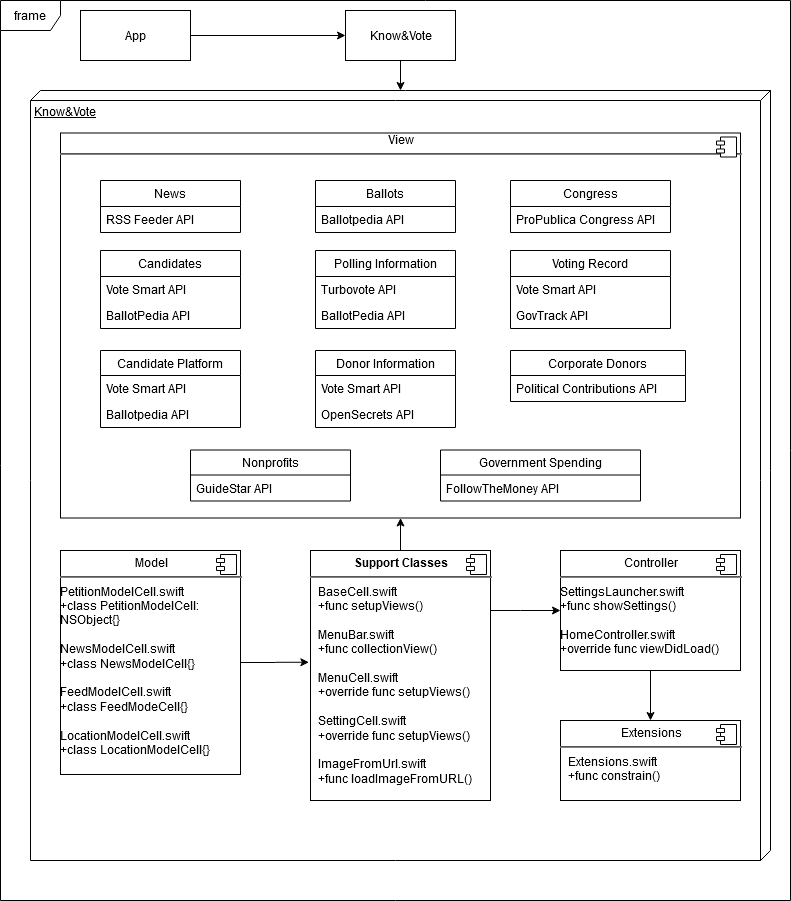 frame
App
Know&Vote
Know&Vote
View
News
RSS Feeder API
Ballots
Ballotpedia API
Congress
ProPublica Congress API
Candidates
Vote Smart API
BallotPedia API
Polling Information
Turbovote API
BallotPedia API
Voting Record
Vote Smart API
GovTrack API
Candidate Platform
Vote Smart API
Ballotpedia API
Donor Information
Vote Smart API
OpenSecrets API
Corporate Donors
Political Contributions API
Nonprofits
GuideStar API
Government Spending
FollowTheMoney API
Model
PetitionModelCell.swift
+class PetitionModelCell:
NSObject{}
NewsModelCell.swift
+class NewsModelCell{}
FeedModelCell.swift
+class FeedModeCell{}
LocationModelCell.swift
+class LocationModelCell{}
Support Classes
BaseCell.swift
+func setupViews()
MenuBar.swift
+func collectionView()
MenuCell.swift
+override func setupViews()
SettingCell.swift
+override func setupViews()
ImageFromUrl.swift
+func loadImageFromURL()
Controller
SettingsLauncher.swift
+func showSettings()
HomeController.swift
+override func viewDidLoad()
Extensions
Extensions.swift
+func constrain()